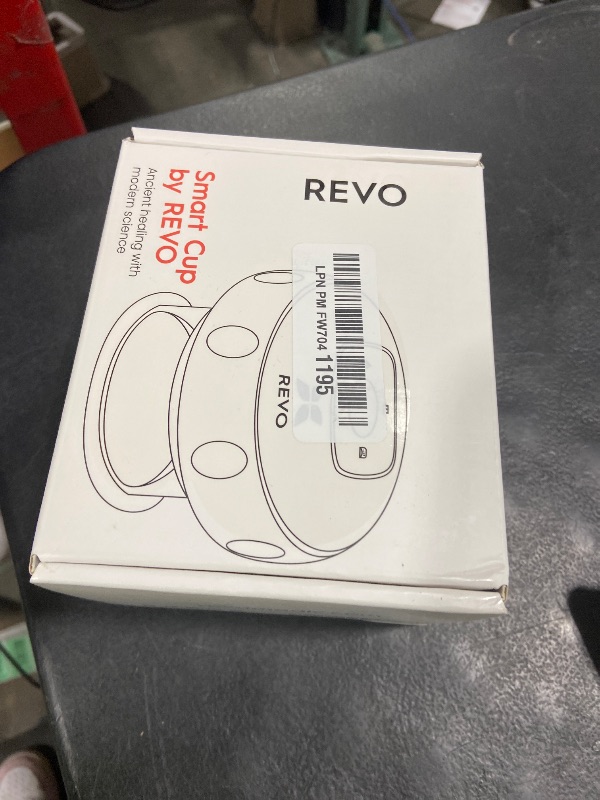 REVO
Smart Cup
by REVO
Ancient healing with
modern science
LPN PM FW704 1195
REVO